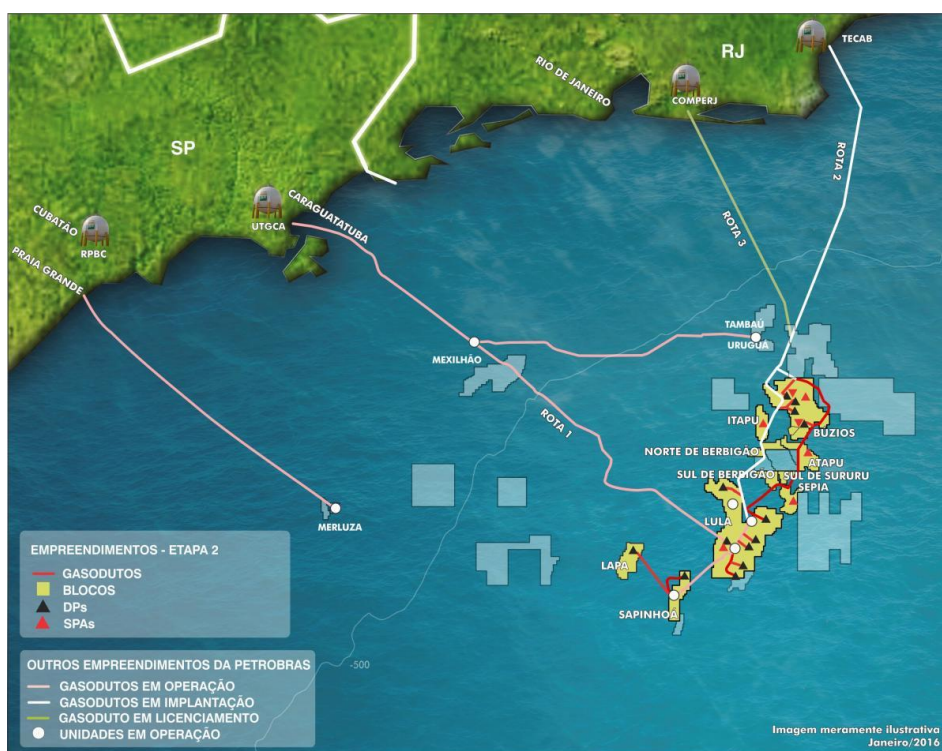 TECAB
RJ
RIO DE JANEIRO
COMPERJ
ROTA 2
SP
ROTA 3
CARAGUATATUBA
UTGCA
CUBATÃO
RPBC
PRAIA GRANDE
TAMBAÚ
URUGUÁ
MEXILHÃO
ROTA 1
ITAPU
BÚZIOS
NORTE DE BERBIGÃO
ATAPU
SUL DE BERBIGÃO
SUL DE SURURU
SEPIA
LULA
MERLUZA
LAPA
SAPINHOÁ
EMPREENDIMENTOS - ETAPA 2
GASODUTOS
BLOCOS
DPs
SPAs
OUTROS EMPREENDIMENTOS DA PETROBRAS
GASODUTOS EM OPERAÇÃO
GASODUTOS EM IMPLANTAÇÃO
GASODUTO EM LICENCIAMENTO
UNIDADES EM OPERAÇÃO
-500
Imagem meramente ilustrativa
Janeiro/2016